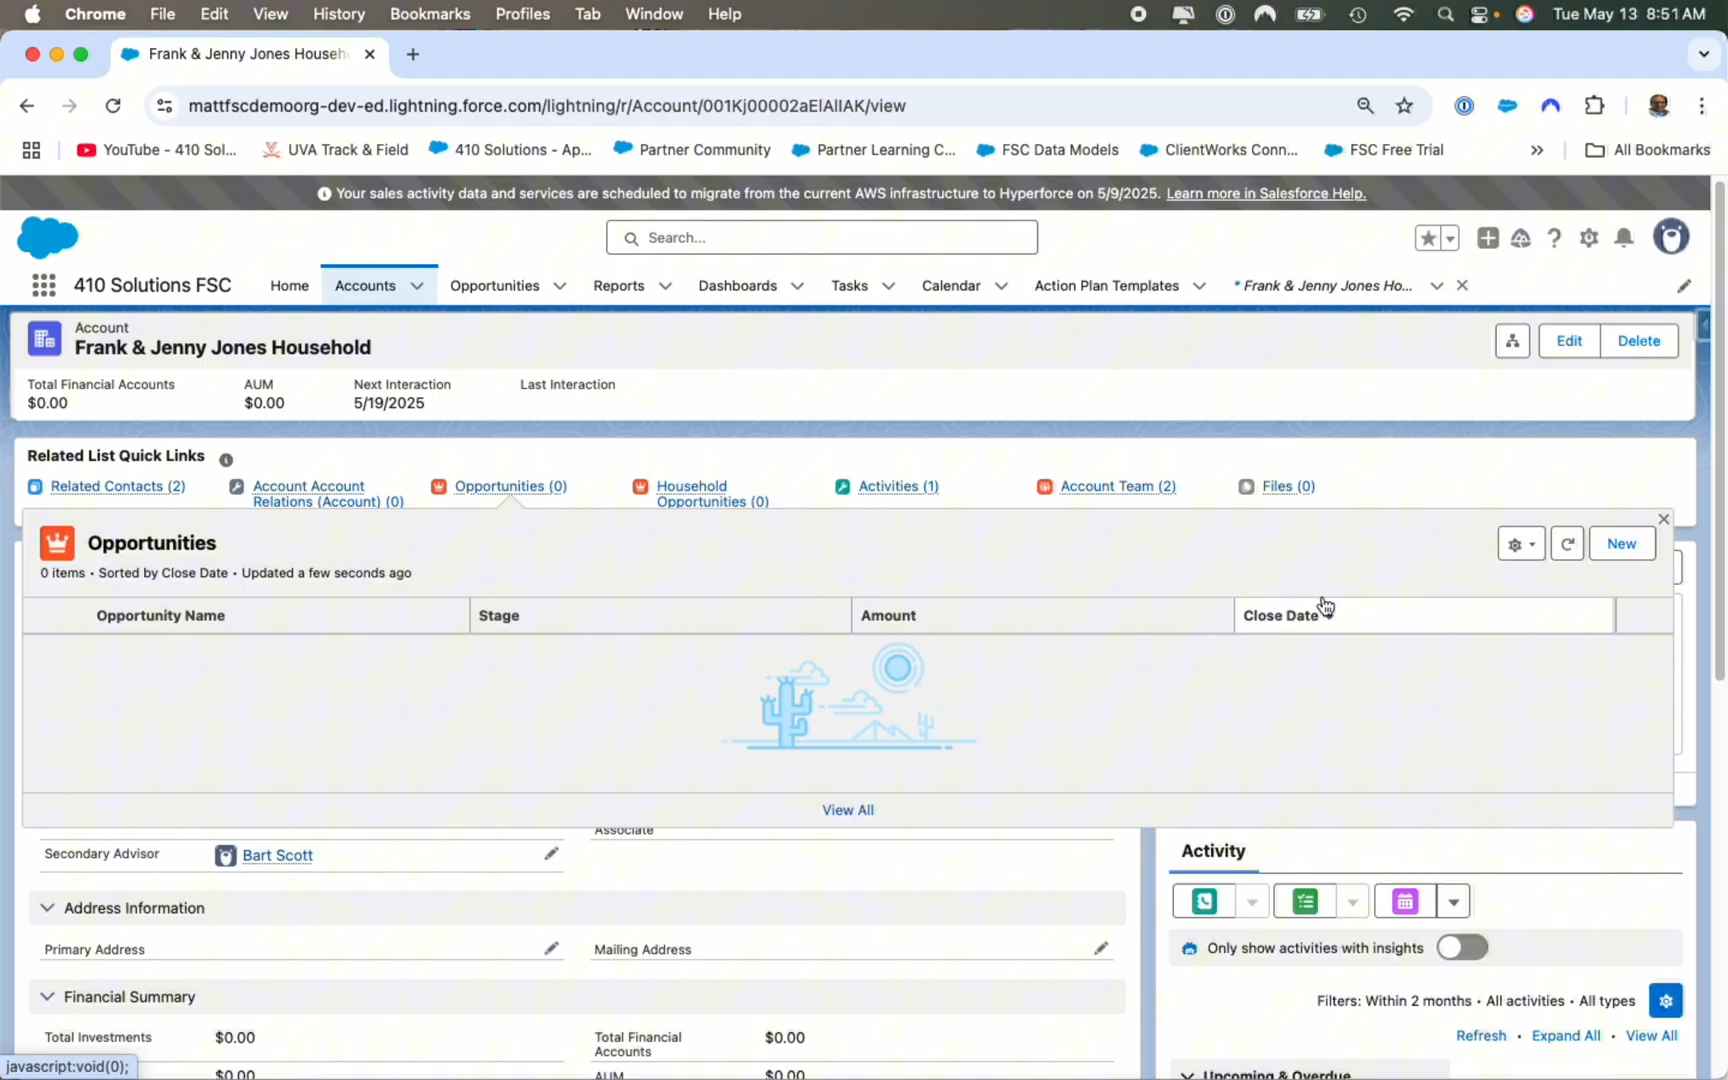 Chrome File Edit View History Bookmarks Profiles Tab Window Help Tue May 13 8:51 AM
Frank & Jenny Jones Househ
mattfscdemoorg-dev-ed.lightning.force.com/lightning/r/Account/001Kj00002aElAlIAK/view
YouTube - 410 Sol... UVA Track & Field 410 Solutions - Ap... Partner Community Partner Learning C... FSC Data Models ClientWorks Conn... FSC Free Trial » All Bookmarks
Your sales activity data and services are scheduled to migrate from the current AWS infrastructure to Hyperforce on 5/9/2025. Learn more in Salesforce Help.
Search...
410 Solutions FSC Home Accounts Opportunities Reports Dashboards Tasks Calendar Action Plan Templates * Frank & Jenny Jones Ho...
Account
Frank & Jenny Jones Household
Edit Delete
Total Financial Accounts AUM Next Interaction Last Interaction
$0.00 $0.00 5/19/2025
Related List Quick Links
Related Contacts (2) Account Account Opportunities (0) Household Activities (1) Account Team (2) Files (0)
Relations (Account) (0) Opportunities (0)
Opportunities
New
0 items • Sorted by Close Date • Updated a few seconds ago
Opportunity Name Stage Amount Close Date
View All
Associate
Secondary Advisor Bart Scott
Activity
Address Information
Primary Address Mailing Address
Only show activities with insights
Financial Summary
Filters: Within 2 months • All activities • All types
Total Investments $0.00 Total Financial $0.00
Accounts
Refresh • Expand All • View All
$0.00 AUM $0.00
Upcoming & Overdue
javascript:void(0);